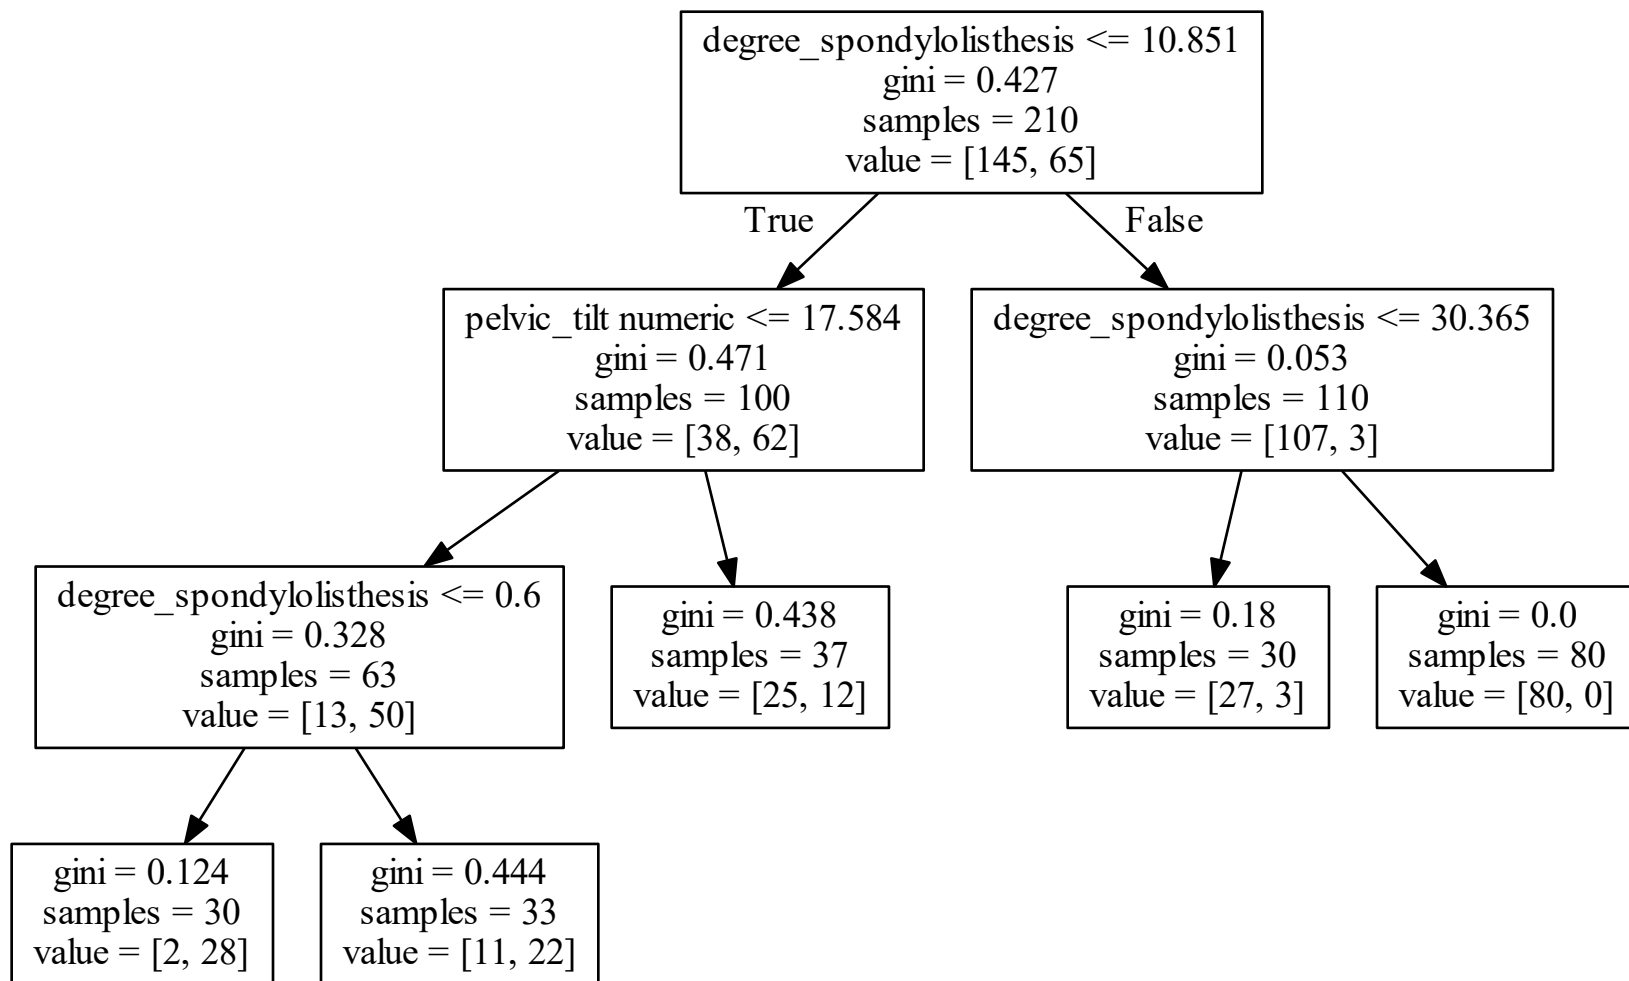 degree_spondylolisthesis <= 10.851
gini = 0.427
samples = 210
value = [145, 65]
True
False
pelvic_tilt numeric <= 17.584
gini = 0.471
samples = 100
value = [38, 62]
degree_spondylolisthesis <= 30.365
gini = 0.053
samples = 110
value = [107, 3]
degree_spondylolisthesis <= 0.6
gini = 0.328
samples = 63
value = [13, 50]
gini = 0.438
samples = 37
value = [25, 12]
gini = 0.18
samples = 30
value = [27, 3]
gini = 0.0
samples = 80
value = [80, 0]
gini = 0.124
samples = 30
value = [2, 28]
gini = 0.444
samples = 33
value = [11, 22]